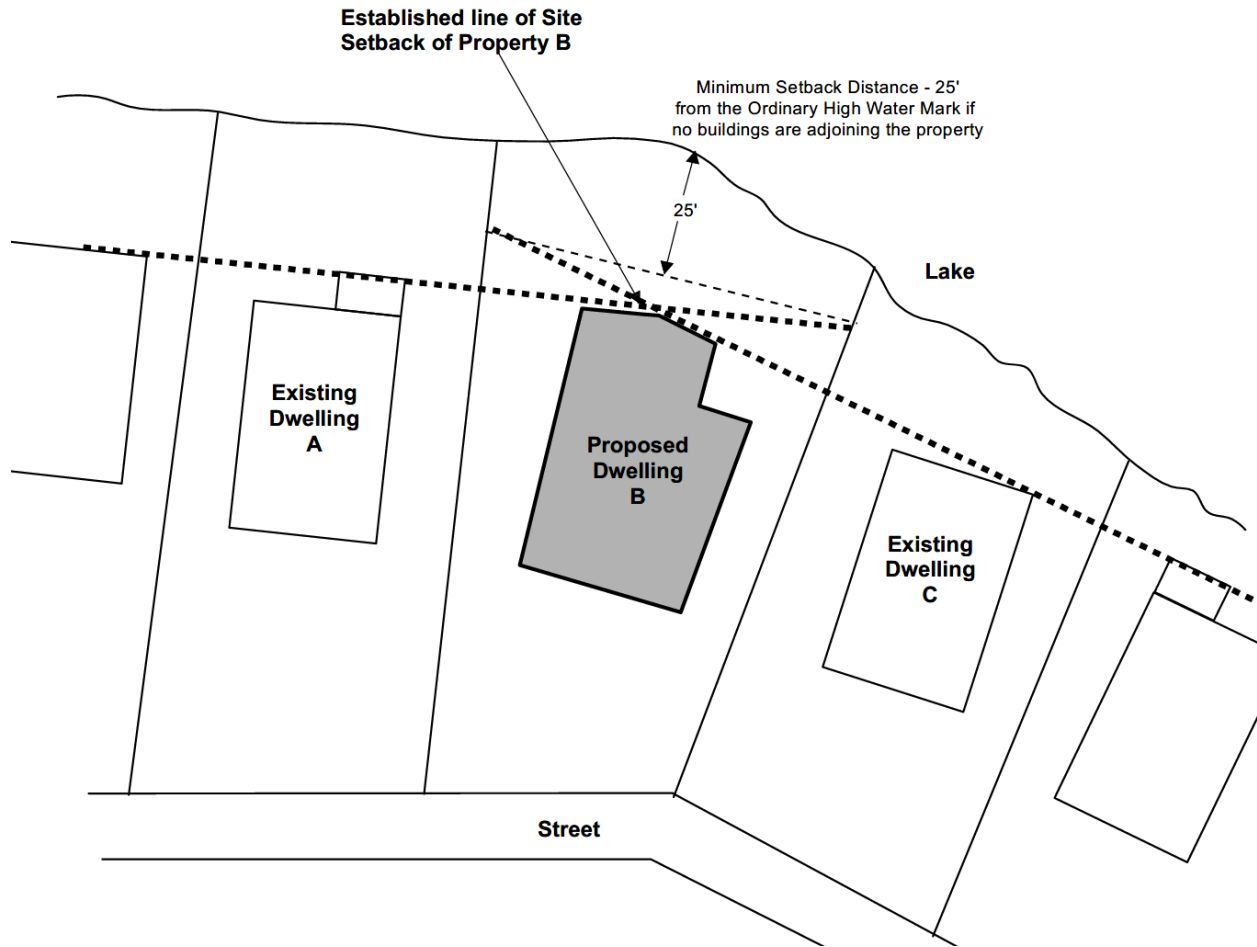 Established line of Site
Setback of Property B
Minimum Setback Distance - 25'
from the Ordinary High Water Mark if
no buildings are adjoining the property
25'
Lake
Existing
Dwelling
A
Proposed
Dwelling
B
Existing
Dwelling
C
Street